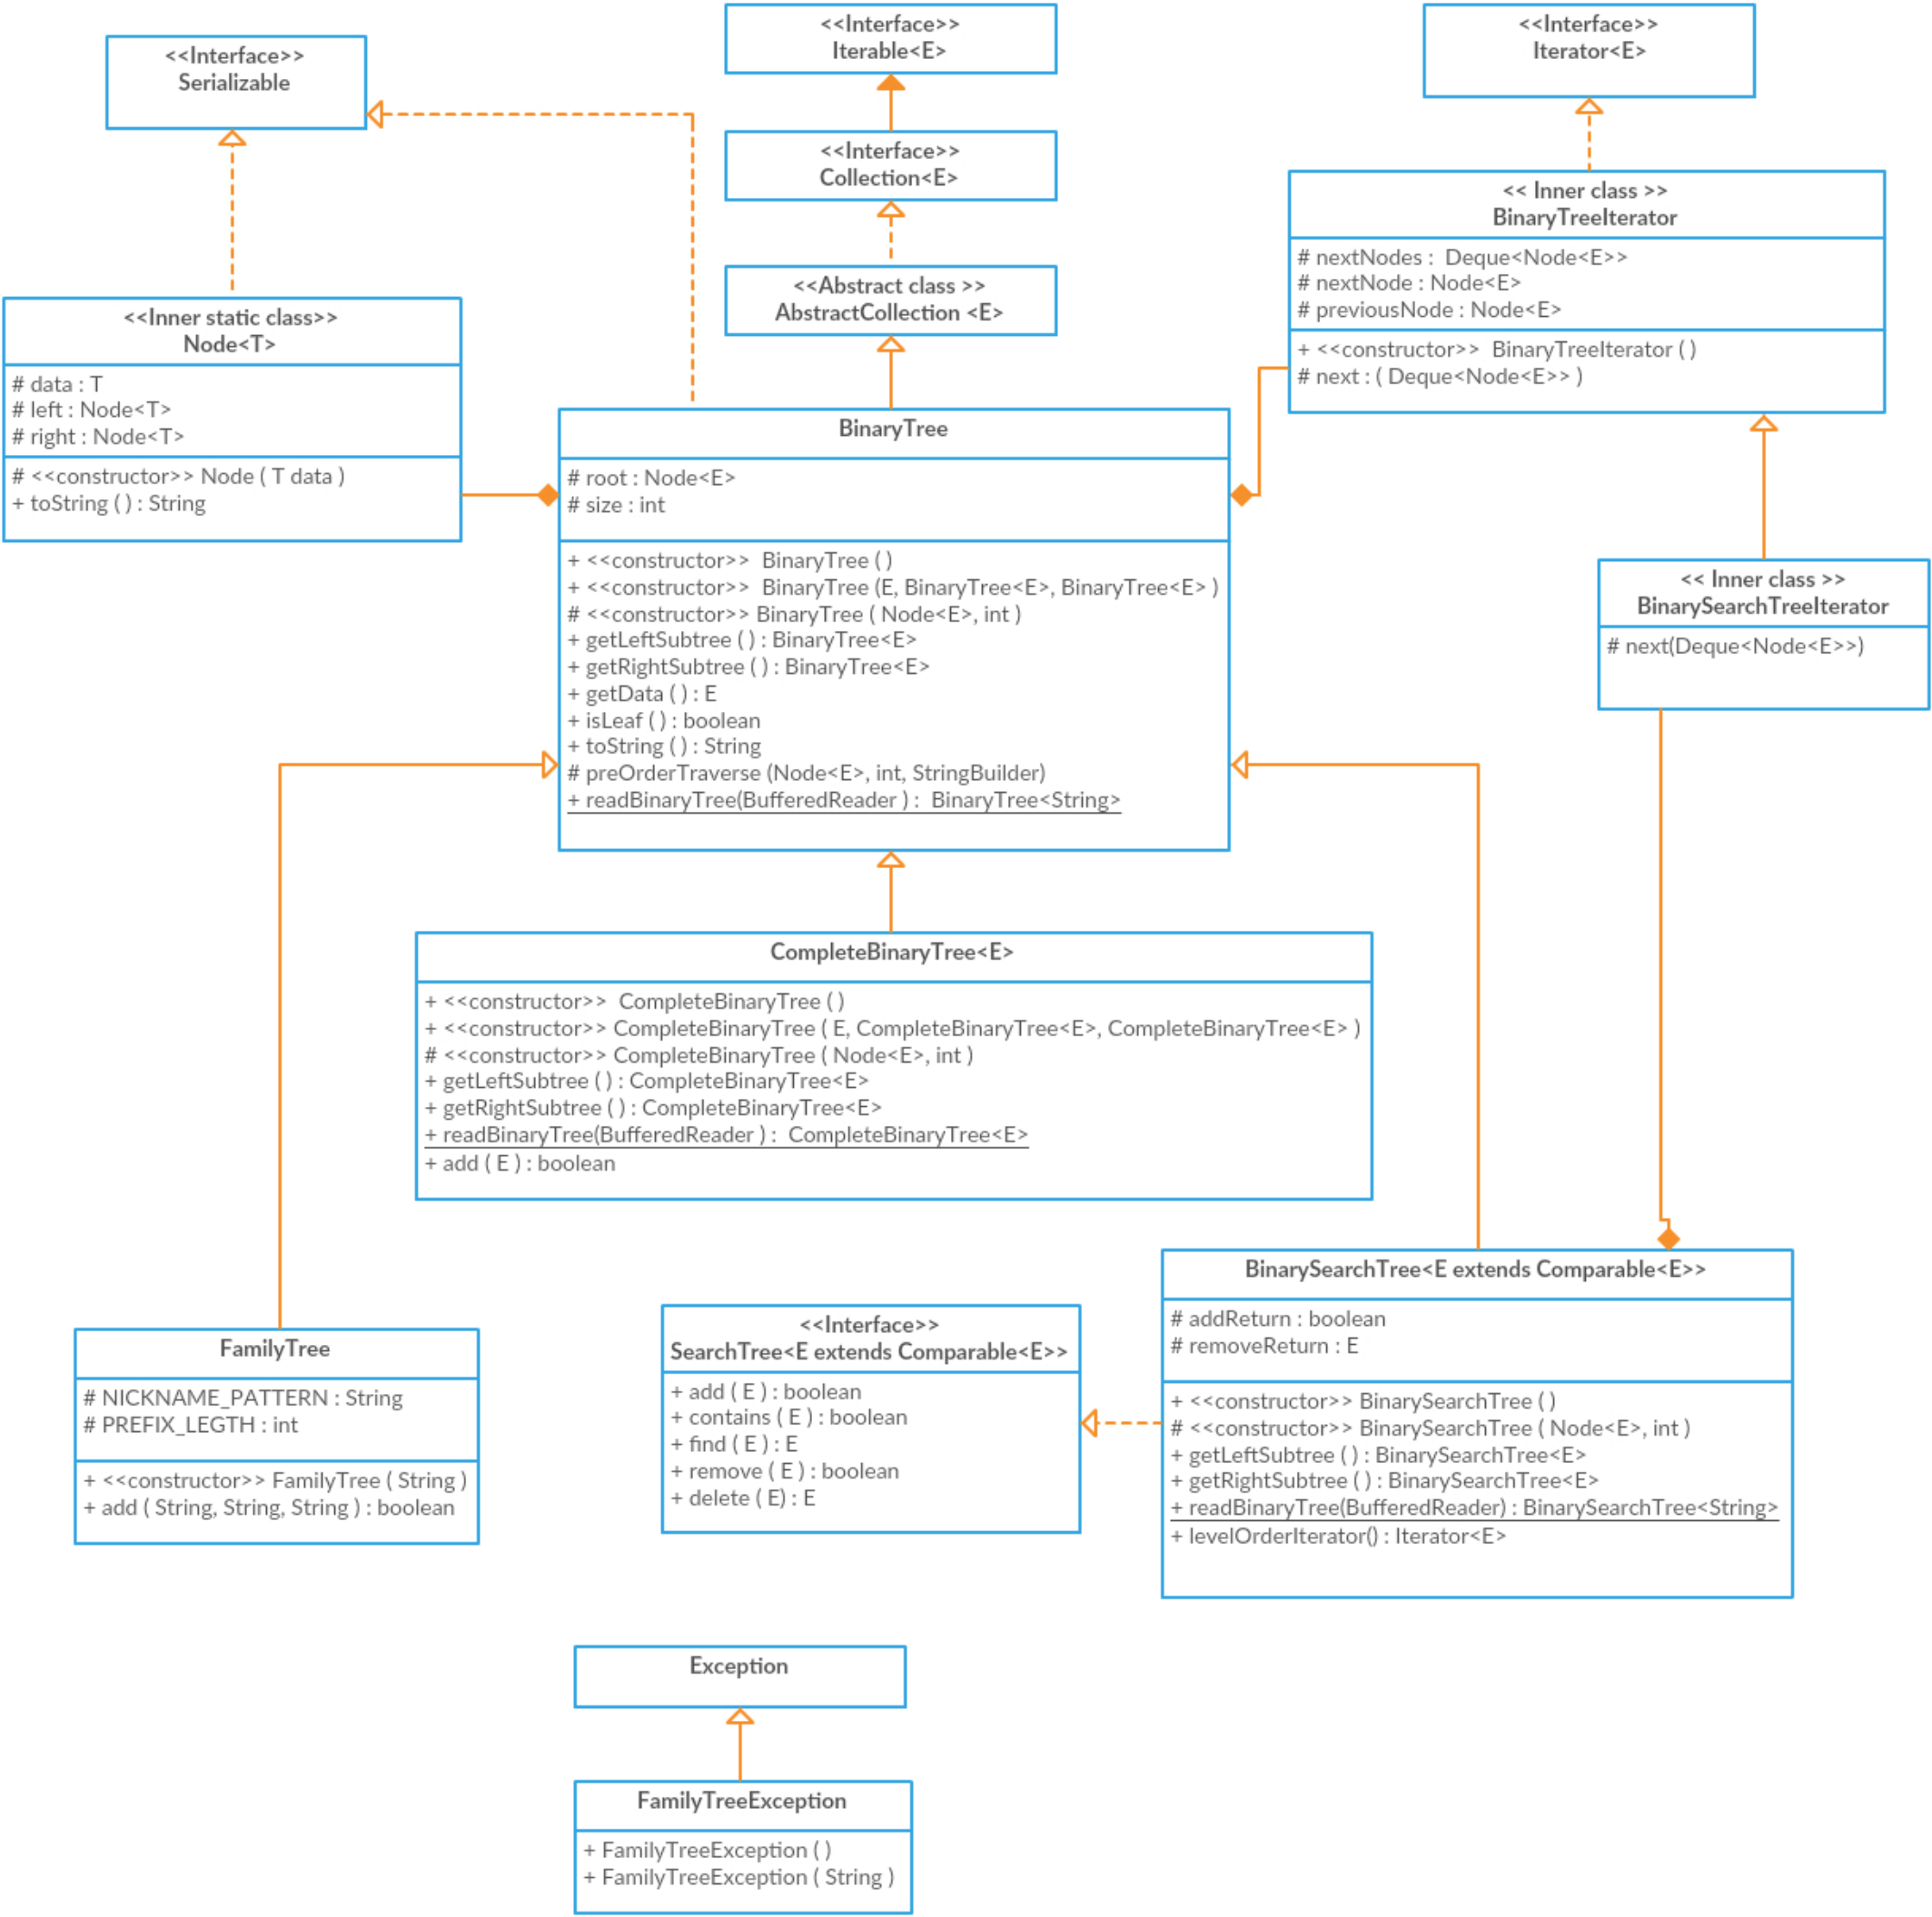 <<Interface>>
Serializable
<<Interface>>
Iterable<E>
<<Interface>>
Iterator<E>
<<Interface>>
Collection<E>
<<Abstract class >>
AbstractCollection <E>
<< Inner class >>
BinaryTreeIterator
# nextNodes : Deque<Node<E>>
# nextNode : Node<E>
# previousNode : Node<E>
+ <<constructor>> BinaryTreeIterator ( )
# next : ( Deque<Node<E>> )
<<Inner static class>>
Node<T>
# data : T
# left : Node<T>
# right : Node<T>
# <<constructor>> Node ( T data )
+ toString ( ) : String
BinaryTree
# root : Node<E>
# size : int
+ <<constructor>> BinaryTree ( )
+ <<constructor>> BinaryTree (E, BinaryTree<E>, BinaryTree<E> )
# <<constructor>> BinaryTree ( Node<E>, int )
+ getLeftSubtree ( ) : BinaryTree<E>
+ getRightSubtree ( ) : BinaryTree<E>
+ getData ( ) : E
+ isLeaf ( ) : boolean
+ toString ( ) : String
# preOrderTraverse (Node<E>, int, StringBuilder)
+ readBinaryTree(BufferedReader ) : BinaryTree<String>
<< Inner class >>
BinarySearchTreeIterator
# next(Deque<Node<E>>)
CompleteBinaryTree<E>
+ <<constructor>> CompleteBinaryTree ( )
+ <<constructor>> CompleteBinaryTree ( E, CompleteBinaryTree<E>, CompleteBinaryTree<E> )
# <<constructor>> CompleteBinaryTree ( Node<E>, int )
+ getLeftSubtree ( ) : CompleteBinaryTree<E>
+ getRightSubtree ( ) : CompleteBinaryTree<E>
+ readBinaryTree(BufferedReader ) : CompleteBinaryTree<E>
+ add ( E ) : boolean
FamilyTree
# NICKNAME_PATTERN : String
# PREFIX_LEGTH : int
+ <<constructor>> FamilyTree ( String )
+ add ( String, String, String ) : boolean
<<Interface>>
SearchTree<E extends Comparable<E>>
+ add ( E ) : boolean
+ contains ( E ) : boolean
+ find ( E ) : E
+ remove ( E ) : boolean
+ delete ( E) : E
BinarySearchTree<E extends Comparable<E>>
# addReturn : boolean
# removeReturn : E
+ <<constructor>> BinarySearchTree ( )
# <<constructor>> BinarySearchTree ( Node<E>, int )
+ getLeftSubtree ( ) : BinarySearchTree<E>
+ getRightSubtree ( ) : BinarySearchTree<E>
+ readBinaryTree(BufferedReader) : BinarySearchTree<String>
+ levelOrderIterator() : Iterator<E>
Exception
FamilyTreeException
+ FamilyTreeException ( )
+ FamilyTreeException ( String )